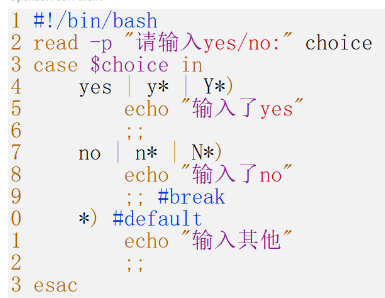 1 #!/bin/bash
2 read -p "请输入yes/no:" choice
3 case $choice in
4     yes | y* | Y*)
5         echo "输入了yes"
6         ;;
7     no | n* | N*)
8         echo "输入了no"
9         ;; #break
0     *) #default
1         echo "输入其他"
2         ;;
3 esac